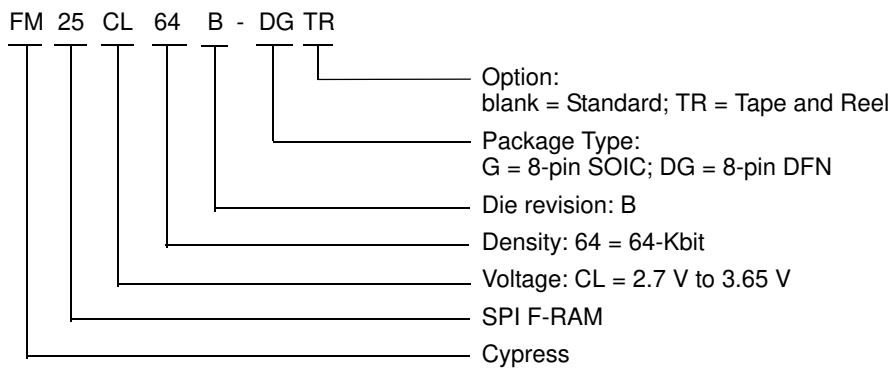 FM 25 CL 64 B - DG TR
Option:
blank = Standard; TR = Tape and Reel
Package Type:
G = 8-pin SOIC; DG = 8-pin DFN
Die revision: B
Density: 64 = 64-Kbit
Voltage: CL = 2.7 V to 3.65 V
SPI F-RAM
Cypress